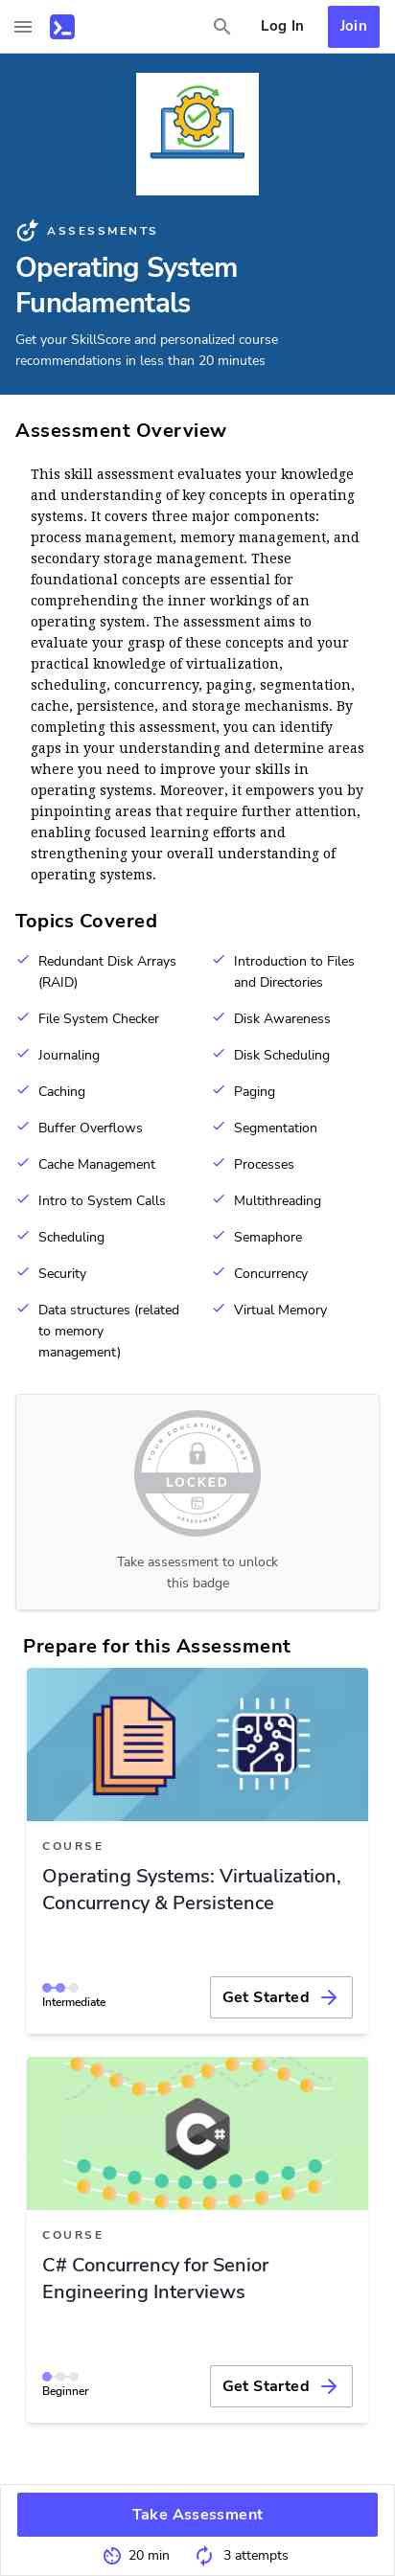 Log In
Join
ASSESSMENTS
Operating System
Fundamentals
Get your SkillScore and personalized course
recommendations in less than 20 minutes
Assessment Overview
This skill assessment evaluates your knowledge
and understanding of key concepts in operating
systems. It covers three major components:
process management, memory management, and
secondary storage management. These
foundational concepts are essential for
comprehending the inner workings of an
operating system. The assessment aims to
evaluate your grasp of these concepts and your
practical knowledge of virtualization,
scheduling, concurrency, paging, segmentation,
cache, persistence, and storage mechanisms. By
completing this assessment, you can identify
gaps in your understanding and determine areas
where you need to improve your skills in
operating systems. Moreover, it empowers you by
pinpointing areas that require further attention,
enabling focused learning efforts and
strengthening your overall understanding of
operating systems.
Topics Covered
Redundant Disk Arrays
(RAID)
Introduction to Files
and Directories
File System Checker
Disk Awareness
Journaling
Disk Scheduling
Caching
Paging
Buffer Overflows
Segmentation
Cache Management
Processes
Intro to System Calls
Multithreading
Scheduling
Semaphore
Security
Concurrency
Data structures (related
to memory
management)
Virtual Memory
YOUR EDUCATIVE BADGE
LOCKED
ASSESSMENT
Take assessment to unlock
this badge
Prepare for this Assessment
COURSE
Operating Systems: Virtualization,
Concurrency & Persistence
Intermediate
Get Started
C#
COURSE
C# Concurrency for Senior
Engineering Interviews
Beginner
Get Started
Take Assessment
20 min
3 attempts